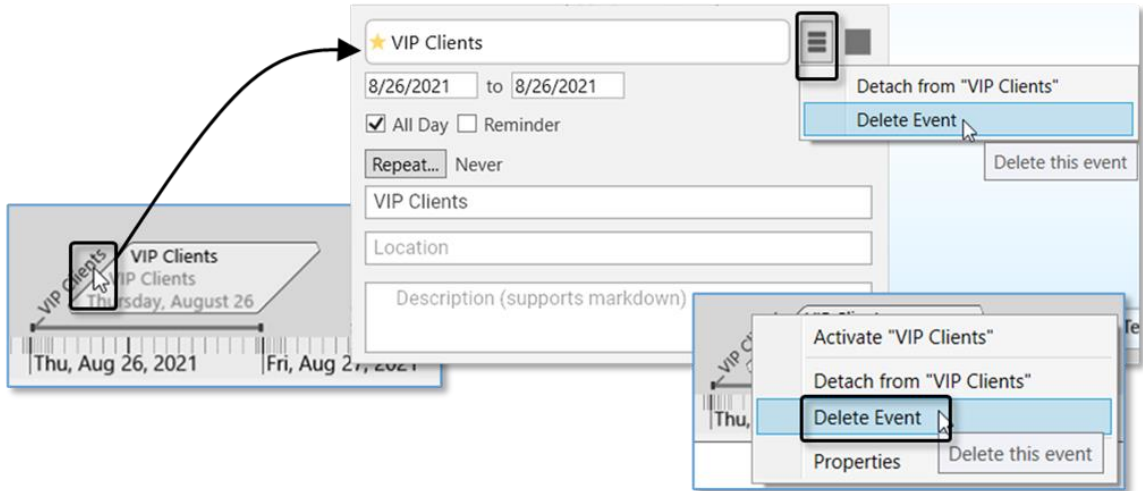 VIP Clients
8/26/2021 to 8/26/2021
All Day Reminder
Repeat... Never
VIP Clients
Location
Description (supports markdown)
Detach from "VIP Clients"
Delete Event
Delete this event
VIP Clients
VIP Clients
VIP Clients
Thursday, August 26
Thu, Aug 26, 2021
Fri, Aug 27, 2021
VIP
Thu,
Activate "VIP Clients"
Detach from "VIP Clients"
Delete Event
Delete this event
Properties
Te